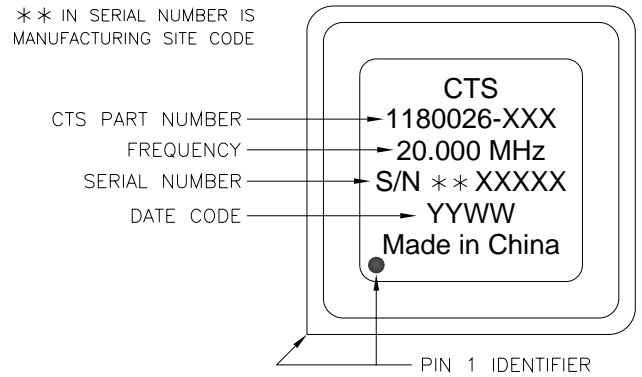 ** IN SERIAL NUMBER IS
MANUFACTURING SITE CODE
CTS
CTS PART NUMBER 1180026-XXX
FREQUENCY 20.000 MHz
SERIAL NUMBER S/N ** XXXXX
DATE CODE YYWW
Made in China
PIN 1 IDENTIFIER